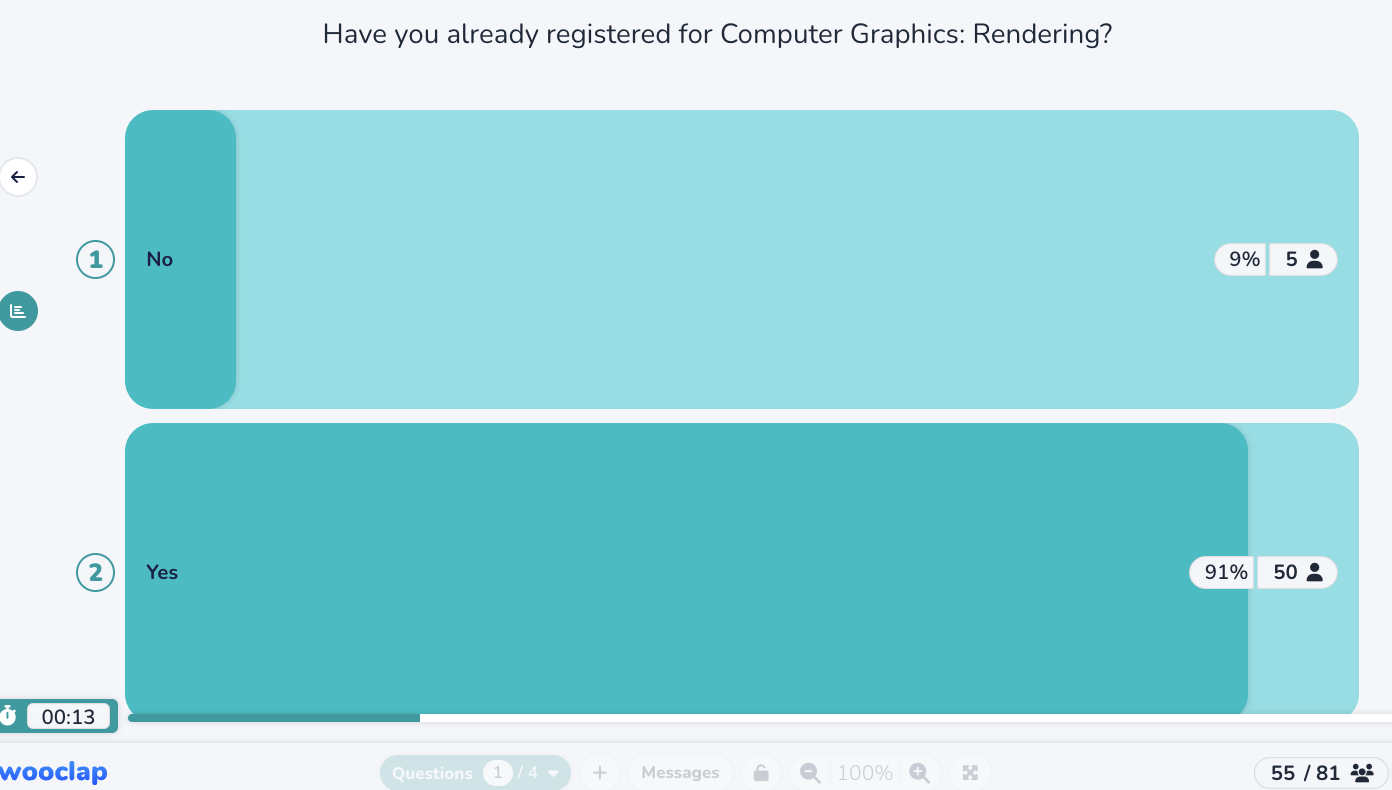 Have you already registered for Computer Graphics: Rendering?
1 No 9% 5
2 Yes 91% 50
00:13
wooclap Questions 1 / 4 + Messages 100% 55 / 81